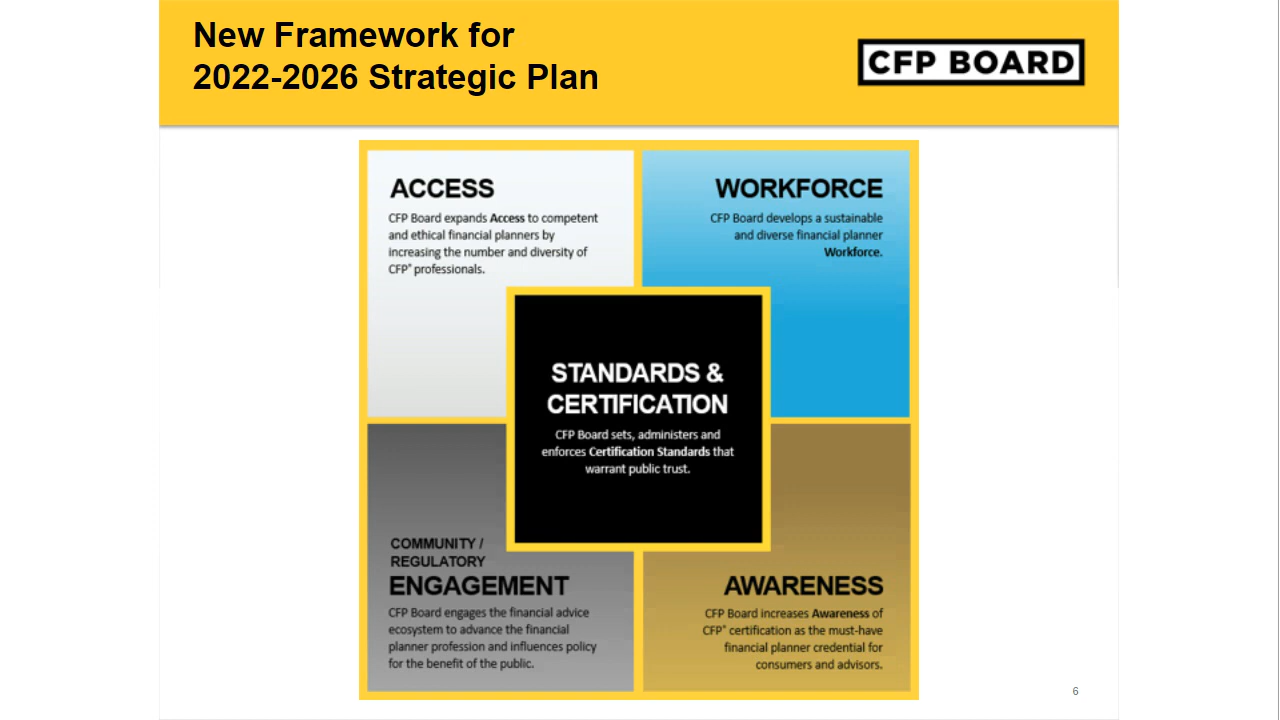 New Framework for
2022-2026 Strategic Plan
CFP BOARD
ACCESS
CFP Board expands Access to competent
and ethical financial planners by
increasing the number and diversity of
CFP® professionals.
WORKFORCE
CFP Board develops a sustainable
and diverse financial planner
Workforce.
STANDARDS &
CERTIFICATION
CFP Board sets, administers and
enforces Certification Standards that
warrant public trust.
COMMUNITY /
REGULATORY
ENGAGEMENT
CFP Board engages the financial advice
ecosystem to advance the financial
planner profession and influences policy
for the benefit of the public.
AWARENESS
CFP Board increases Awareness of
CFP® certification as the must-have
financial planner credential for
consumers and advisors.
6